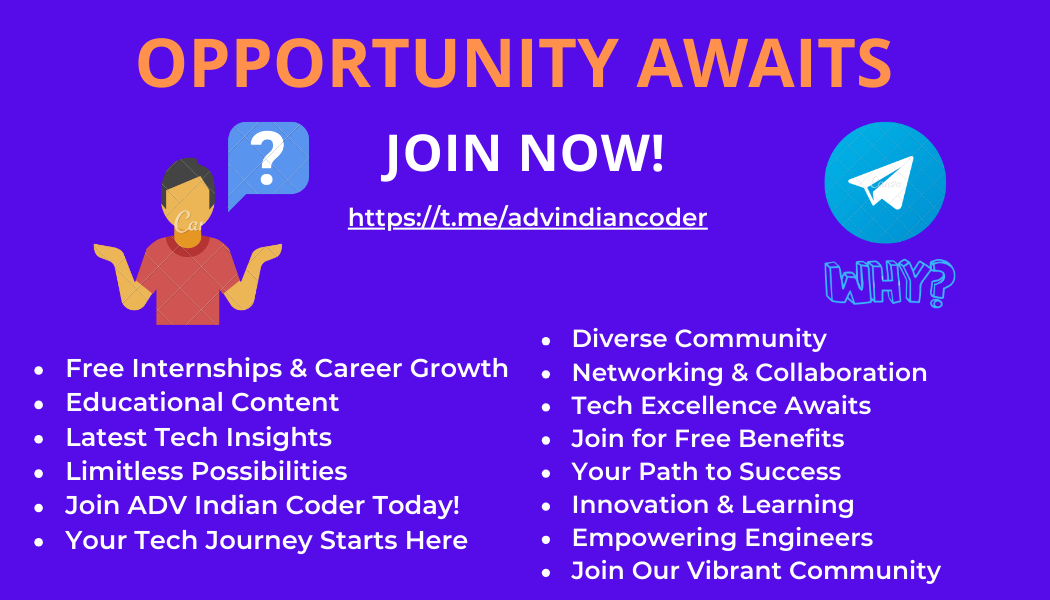 OPPORTUNITY AWAITS
?
JOIN NOW!
https://t.me/advindiancoder
WHY?
Free Internships & Career Growth
Educational Content
Latest Tech Insights
Limitless Possibilities
Join ADV Indian Coder Today!
Your Tech Journey Starts Here
Diverse Community
Networking & Collaboration
Tech Excellence Awaits
Join for Free Benefits
Your Path to Success
Innovation & Learning
Empowering Engineers
Join Our Vibrant Community